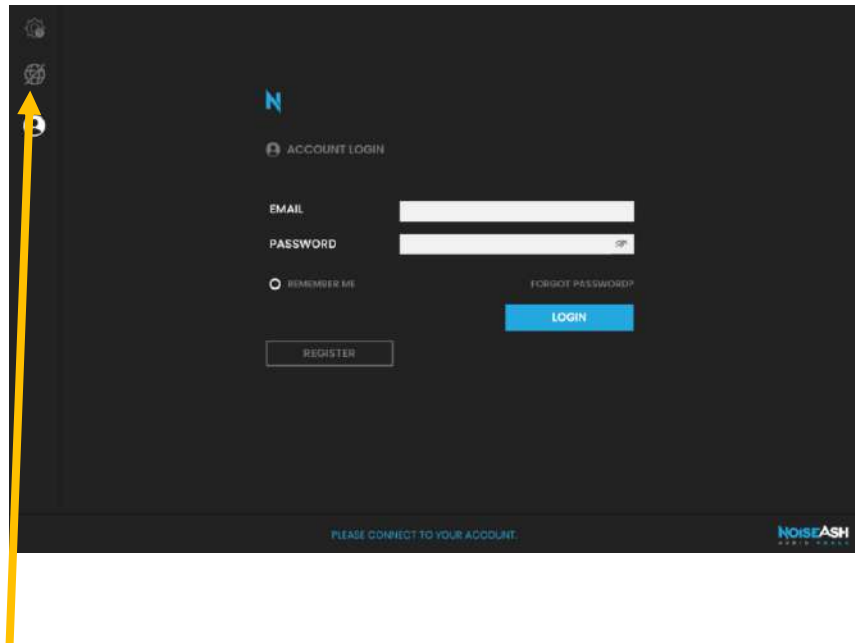 N
ACCOUNT LOGIN
EMAIL
PASSWORD
REMEMBER ME
FORGOT PASSWORD?
LOGIN
REGISTER
PLEASE CONNECT TO YOUR ACCOUNT.
NOISEASH